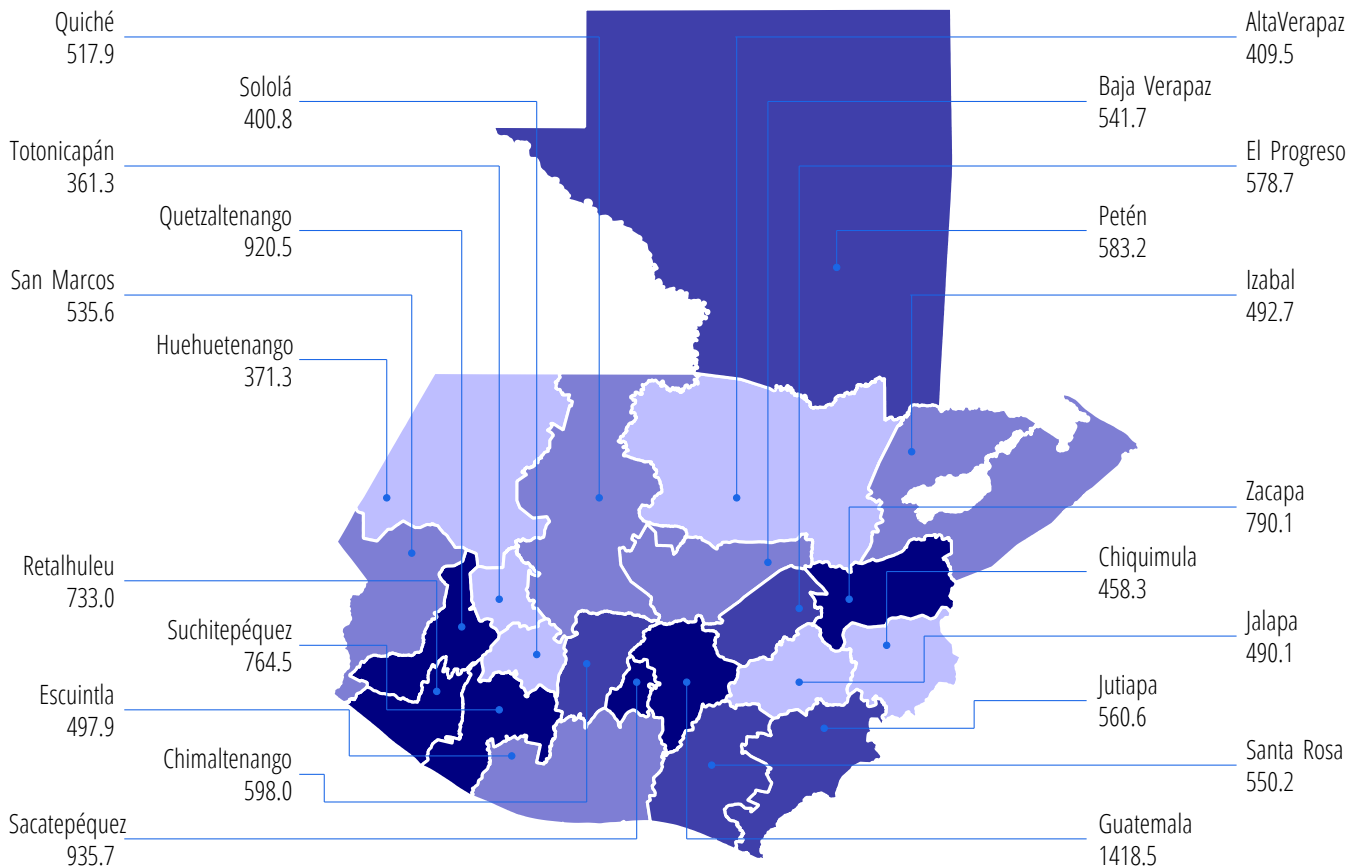 Quiché
517.9
Sololá
400.8
Totonicapán
361.3
Quetzaltenango
920.5
San Marcos
535.6
Huehuetenango
371.3
Retalhuleu
733.0
Suchitepéquez
764.5
Escuintla
497.9
Chimaltenango
598.0
Sacatepéquez
935.7
AltaVerapaz
409.5
Baja Verapaz
541.7
El Progreso
578.7
Petén
583.2
Izabal
492.7
Zacapa
790.1
Chiquimula
458.3
Jalapa
490.1
Jutiapa
560.6
Santa Rosa
550.2
Guatemala
1418.5